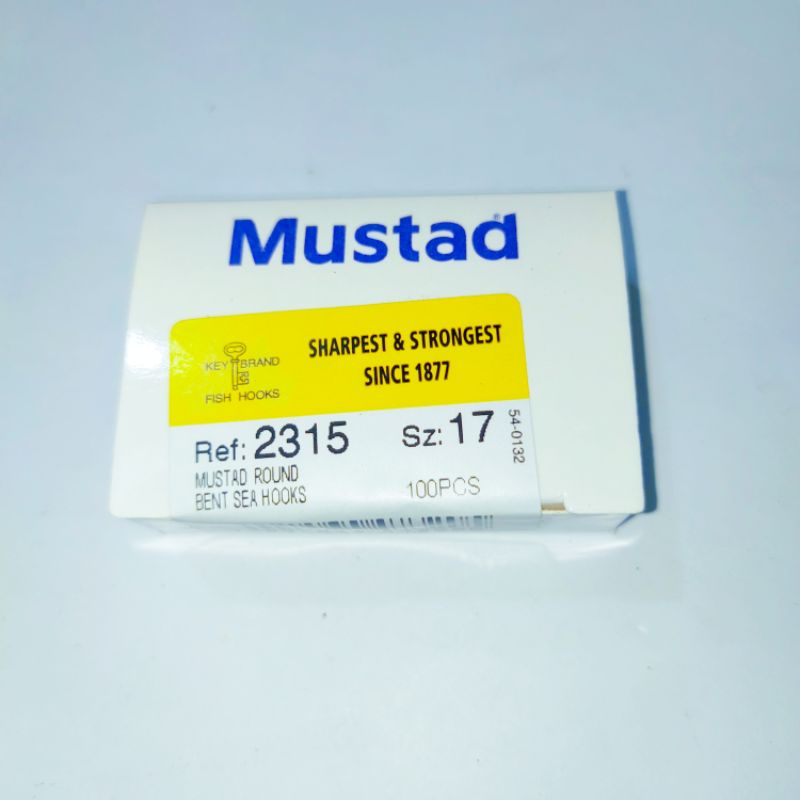 Mustad®
SHARPEST & STRONGEST
SINCE 1877
KEY BRAND
FISH HOOKS
Ref: 2315 Sz: 17
54-0132
MUSTAD ROUND
BENT SEA HOOKS
100PCS